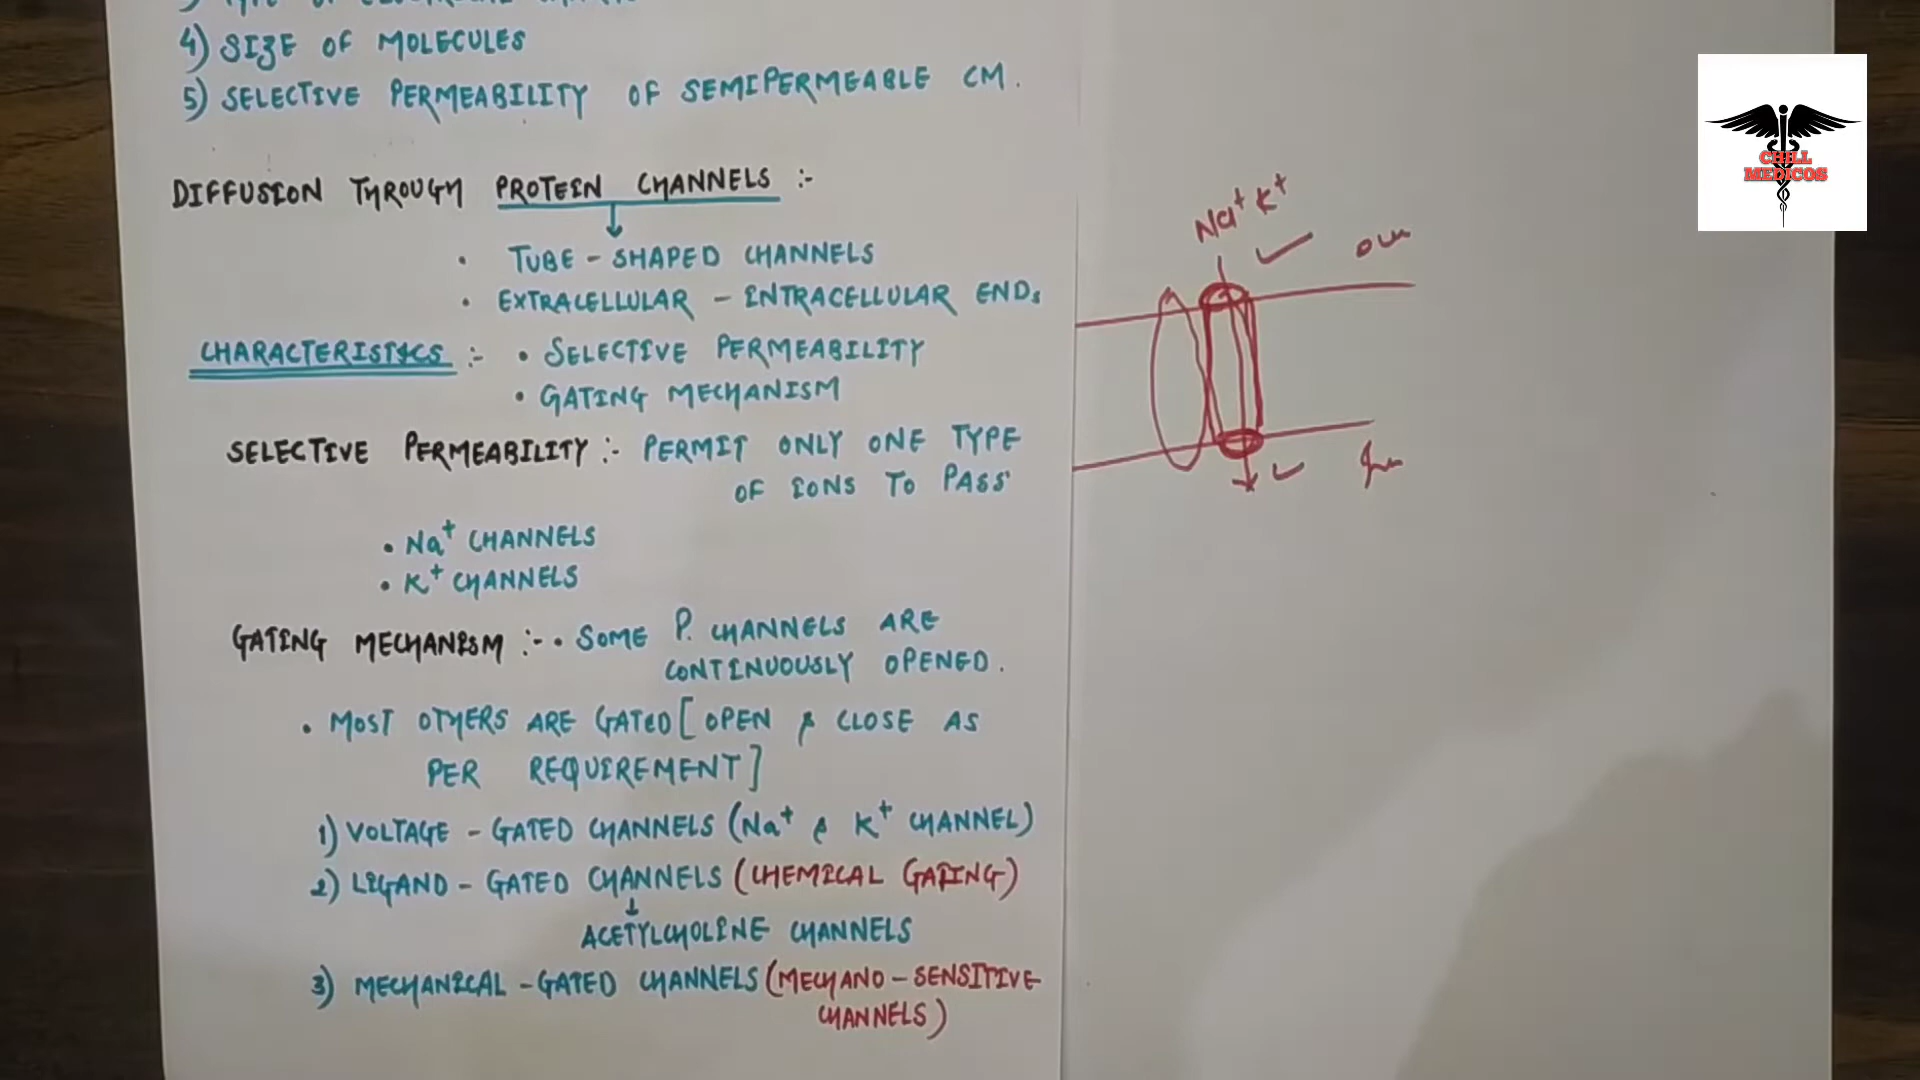 4) SIZE OF MOLECULES
5) SELECTIVE PERMEABILITY OF SEMIPERMEABLE CM.
DIFFUSION THROUGH PROTEIN CHANNELS :-
• TUBE - SHAPED CHANNELS
• EXTRACELLULAR - INTRACELLULAR ENDs
CHARACTERISTICS :- • SELECTIVE PERMEABILITY
• GATING MECHANISM
SELECTIVE PERMEABILITY :- PERMIT ONLY ONE TYPE
OF IONS TO PASS
• Na+ CHANNELS
• K+ CHANNELS
GATING MECHANISM :- • SOME P. CHANNELS ARE
CONTINUOUSLY OPENED.
• MOST OTHERS ARE GATED [OPEN & CLOSE AS
PER REQUIREMENT]
1) VOLTAGE - GATED CHANNELS (Na+ & K+ CHANNEL)
2) LIGAND - GATED CHANNELS (CHEMICAL GATING)
↓
ACETYLCHOLINE CHANNELS
3) MECHANICAL - GATED CHANNELS (MECHANO - SENSITIVE
CHANNELS)
Na+ K+
CHILL
MEDICOS